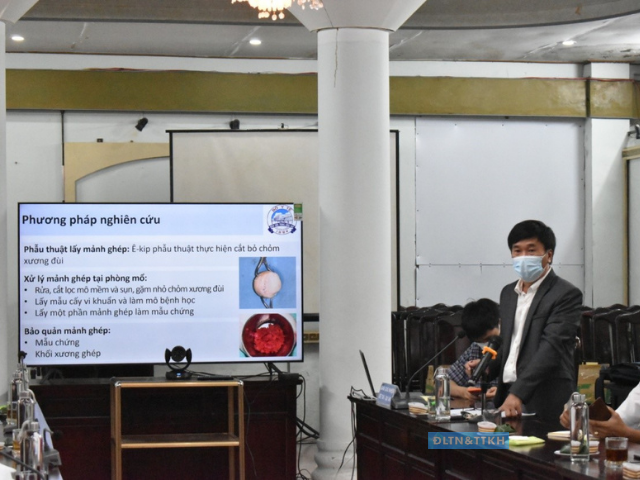 Phương pháp nghiên cứu
Phẫu thuật lấy mảnh ghép: Ê-kíp phẫu thuật thực hiện cắt bỏ chỏm
xương đùi
Xử lý mảnh ghép tại phòng mổ:
• Rửa, cắt lọc mô mềm và sụn, gặm nhỏ chỏm xương đùi
• Lấy mẫu cấy vi khuẩn và làm mô bệnh học
• Lấy một phần mảnh ghép làm mẫu chứng
Bảo quản mảnh ghép:
• Mẫu chứng
• Khối xương ghép
ĐLTN&TTKH